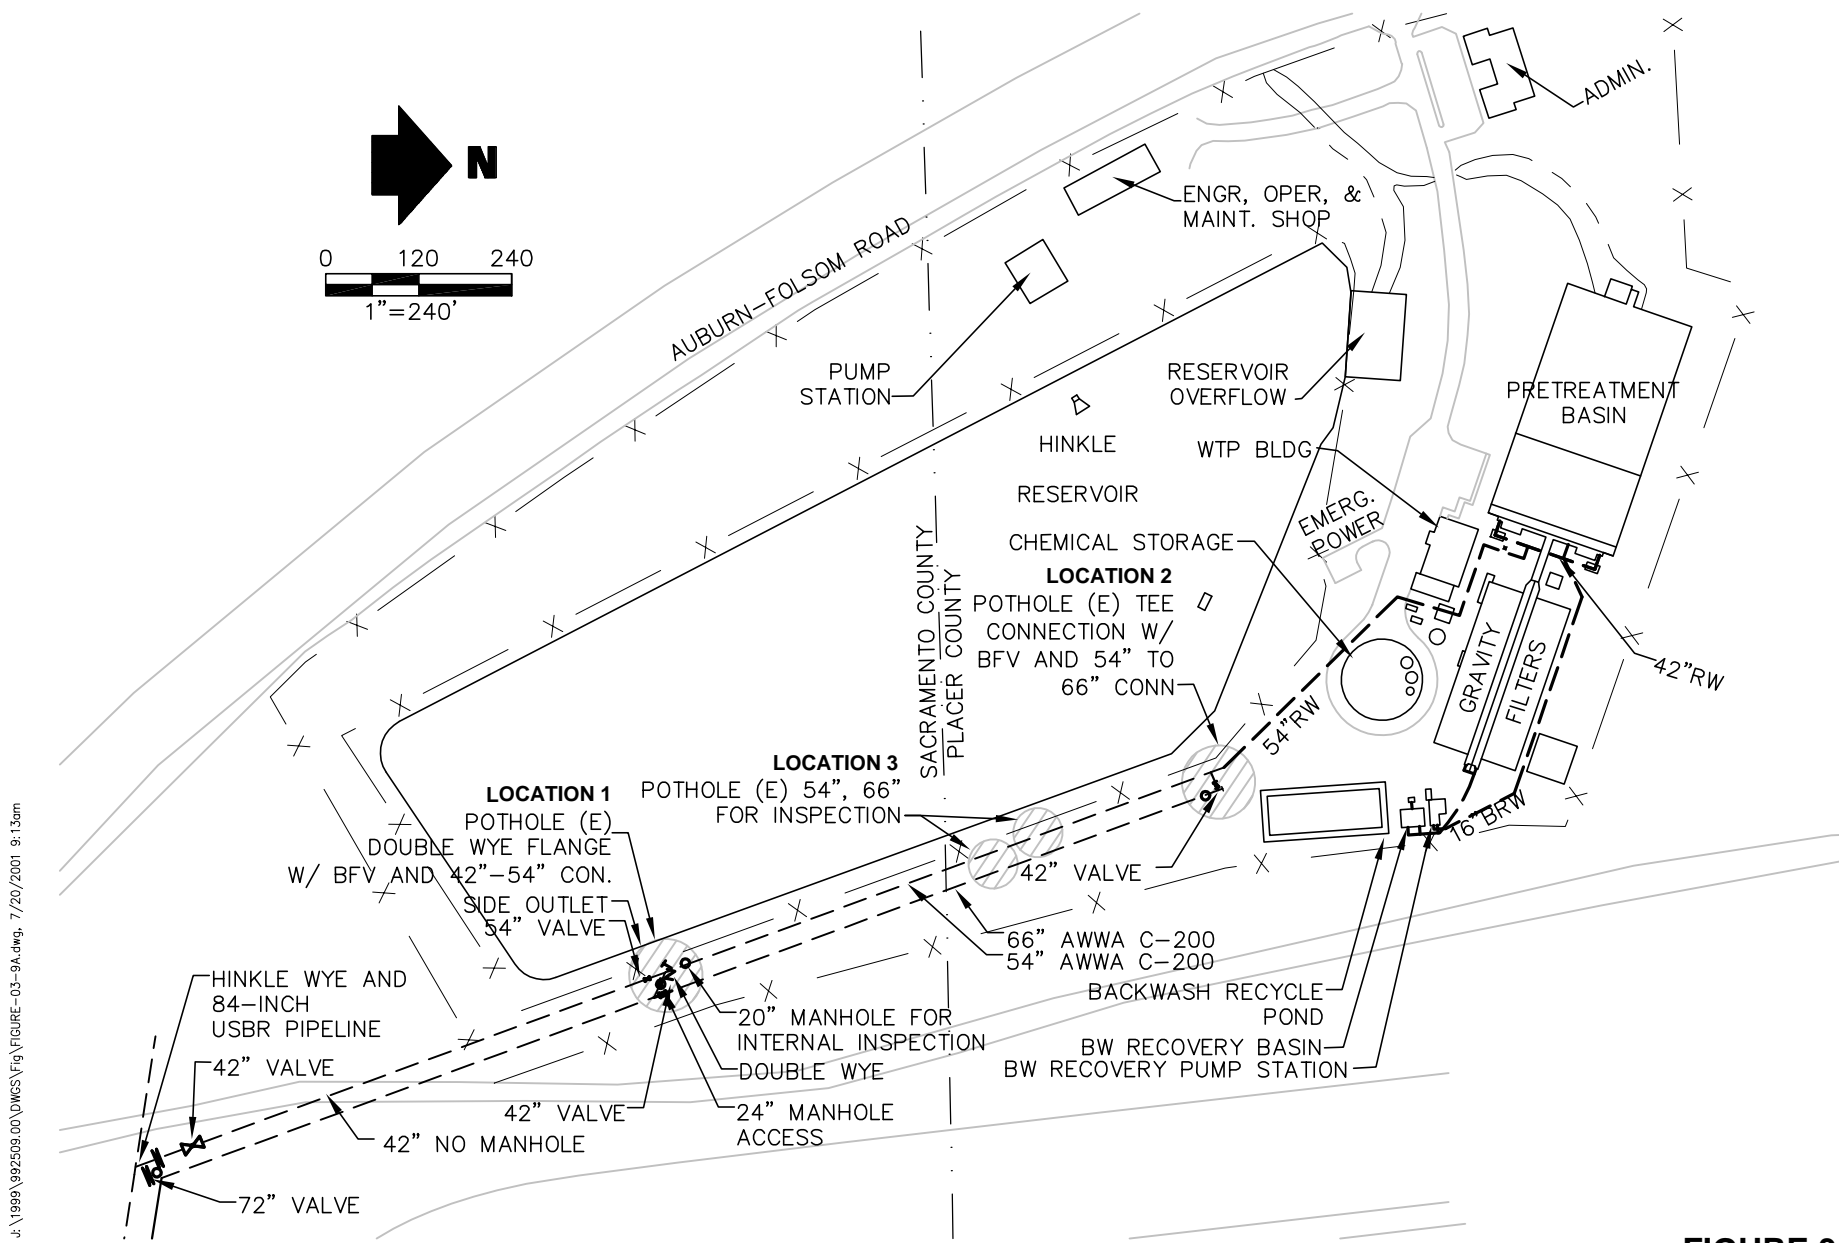 ADMIN.
N
0 120 240
1"=240'
ENGR, OPER, &
MAINT. SHOP
AUBURN-FOLSOM ROAD
PUMP
STATION
RESERVOIR
OVERFLOW
PRETREATMENT
BASIN
HINKLE
RESERVOIR
WTP BLDG
EMERG.
POWER
CHEMICAL STORAGE
SACRAMENTO COUNTY
PLACER COUNTY
LOCATION 2
POTHOLE (E) TEE
CONNECTION W/
BFV AND 54" TO
66" CONN
GRAVITY
FILTERS
42"RW
54"RW
LOCATION 3
POTHOLE (E) 54", 66"
FOR INSPECTION
LOCATION 1
POTHOLE (E)
DOUBLE WYE FLANGE
W/ BFV AND 42"-54" CON.
SIDE OUTLET
54" VALVE
16"BRW
42" VALVE
66" AWWA C-200
54" AWWA C-200
BACKWASH RECYCLE
POND
BW RECOVERY BASIN
BW RECOVERY PUMP STATION
HINKLE WYE AND
84-INCH
USBR PIPELINE
42" VALVE
20" MANHOLE FOR
INTERNAL INSPECTION
DOUBLE WYE
42" VALVE
24" MANHOLE
ACCESS
42" NO MANHOLE
72" VALVE
J:\1999\992509.00\DWGS\Fig\FIGURE-03-9A.dwg, 7/20/2001 9:13am
FIGURE